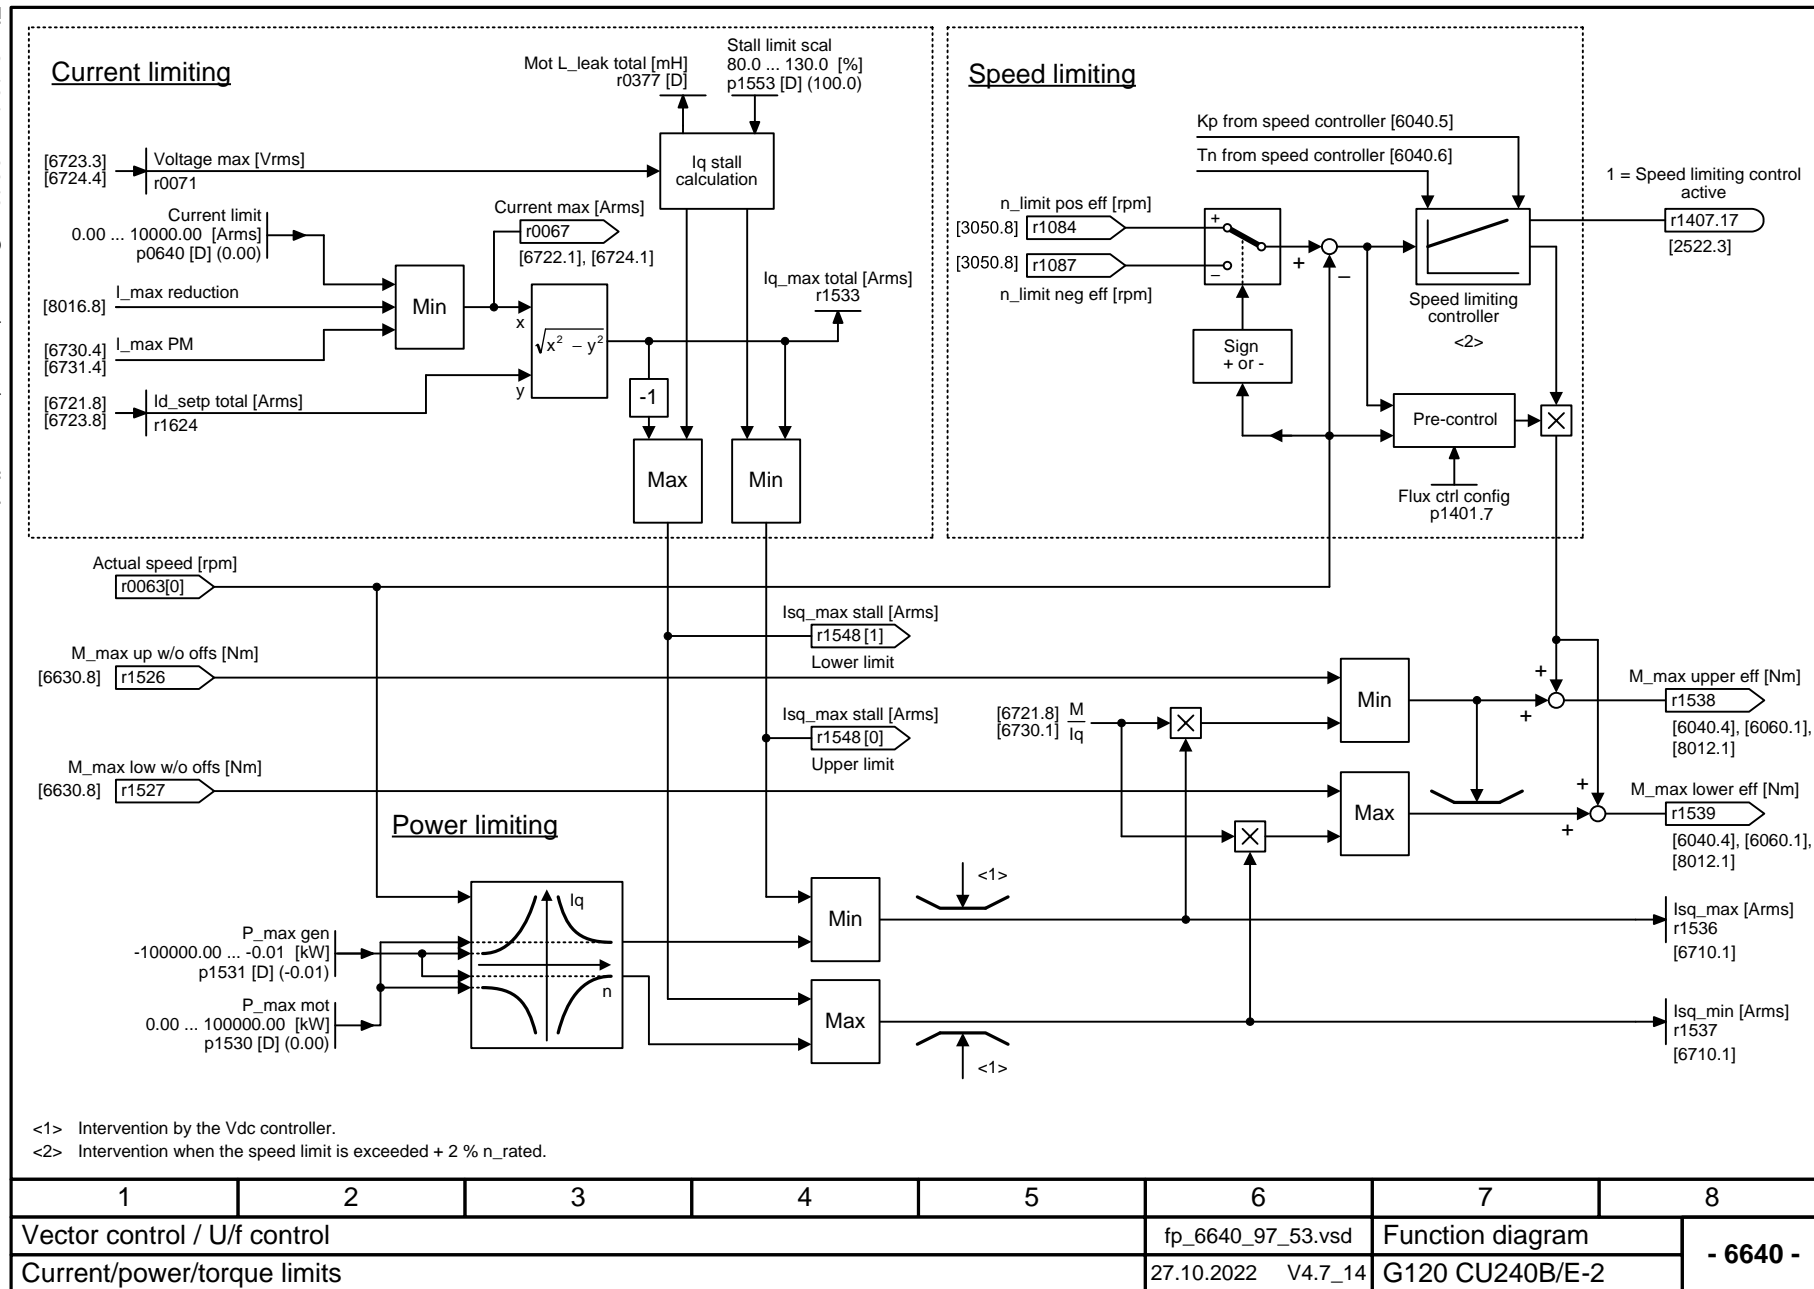 Current limiting
Mot L_leak total [mH]
r0377 [D]
Stall limit scal
80.0 ... 130.0 [%]
p1553 [D] (100.0)
[6723.3]
[6724.4]
Voltage max [Vrms]
r0071
Iq stall
calculation
Current limit
0.00 ... 10000.00 [Arms]
p0640 [D] (0.00)
Current max [Arms]
r0067
[6722.1], [6724.1]
Iq_max total [Arms]
r1533
[8016.8]
I_max reduction
Min
x
√x² – y²
y
[6730.4]
[6731.4]
I_max PM
[6721.8]
[6723.8]
Id_setp total [Arms]
r1624
-1
Max
Min
Speed limiting
Kp from speed controller [6040.5]
Tn from speed controller [6040.6]
n_limit pos eff [rpm]
[3050.8]
r1084
[3050.8]
r1087
n_limit neg eff [rpm]
+
–
+
–
Sign
+ or -
Speed limiting
controller
<2>
1 = Speed limiting control
active
r1407.17
[2522.3]
Pre-control
Flux ctrl config
p1401.7
Actual speed [rpm]
r0063[0]
Isq_max stall [Arms]
r1548[1]
Lower limit
M_max up w/o offs [Nm]
[6630.8]
r1526
Isq_max stall [Arms]
r1548[0]
Upper limit
M_max low w/o offs [Nm]
[6630.8]
r1527
[6721.8]
[6730.1]
M
Iq
Min
Max
+
+
+
+
M_max upper eff [Nm]
r1538
[6040.4], [6060.1],
[8012.1]
M_max lower eff [Nm]
r1539
[6040.4], [6060.1],
[8012.1]
Power limiting
Iq
n
P_max gen
-100000.00 ... -0.01 [kW]
p1531 [D] (-0.01)
P_max mot
0.00 ... 100000.00 [kW]
p1530 [D] (0.00)
Min
Max
<1>
<1>
Isq_max [Arms]
r1536
[6710.1]
Isq_min [Arms]
r1537
[6710.1]
<1> Intervention by the Vdc controller.
<2> Intervention when the speed limit is exceeded + 2 % n_rated.
1 2 3 4 5 6 7 8
Vector control / U/f control
fp_6640_97_53.vsd
Function diagram
- 6640 -
Current/power/torque limits
27.10.2022 V4.7_14
G120 CU240B/E-2